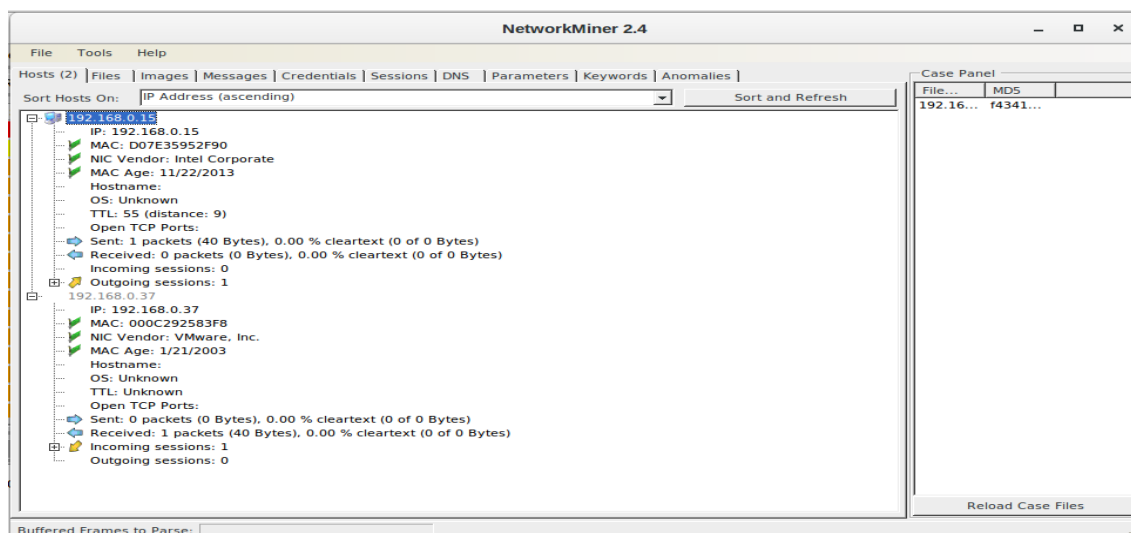 NetworkMiner 2.4
File Tools Help
Hosts (2) Files Images Messages Credentials Sessions DNS Parameters Keywords Anomalies
Sort Hosts On: IP Address (ascending) Sort and Refresh
192.168.0.15
IP: 192.168.0.15
MAC: D07E35952F90
NIC Vendor: Intel Corporate
MAC Age: 11/22/2013
Hostname:
OS: Unknown
TTL: 55 (distance: 9)
Open TCP Ports:
Sent: 1 packets (40 Bytes), 0.00 % cleartext (0 of 0 Bytes)
Received: 0 packets (0 Bytes), 0.00 % cleartext (0 of 0 Bytes)
Incoming sessions: 0
Outgoing sessions: 1
192.168.0.37
IP: 192.168.0.37
MAC: 000C292583F8
NIC Vendor: VMware, Inc.
MAC Age: 1/21/2003
Hostname:
OS: Unknown
TTL: Unknown
Open TCP Ports:
Sent: 0 packets (0 Bytes), 0.00 % cleartext (0 of 0 Bytes)
Received: 1 packets (40 Bytes), 0.00 % cleartext (0 of 0 Bytes)
Incoming sessions: 1
Outgoing sessions: 0
Case Panel
File... MD5
192.16... f4341...
Reload Case Files
Buffered Frames to Parse: